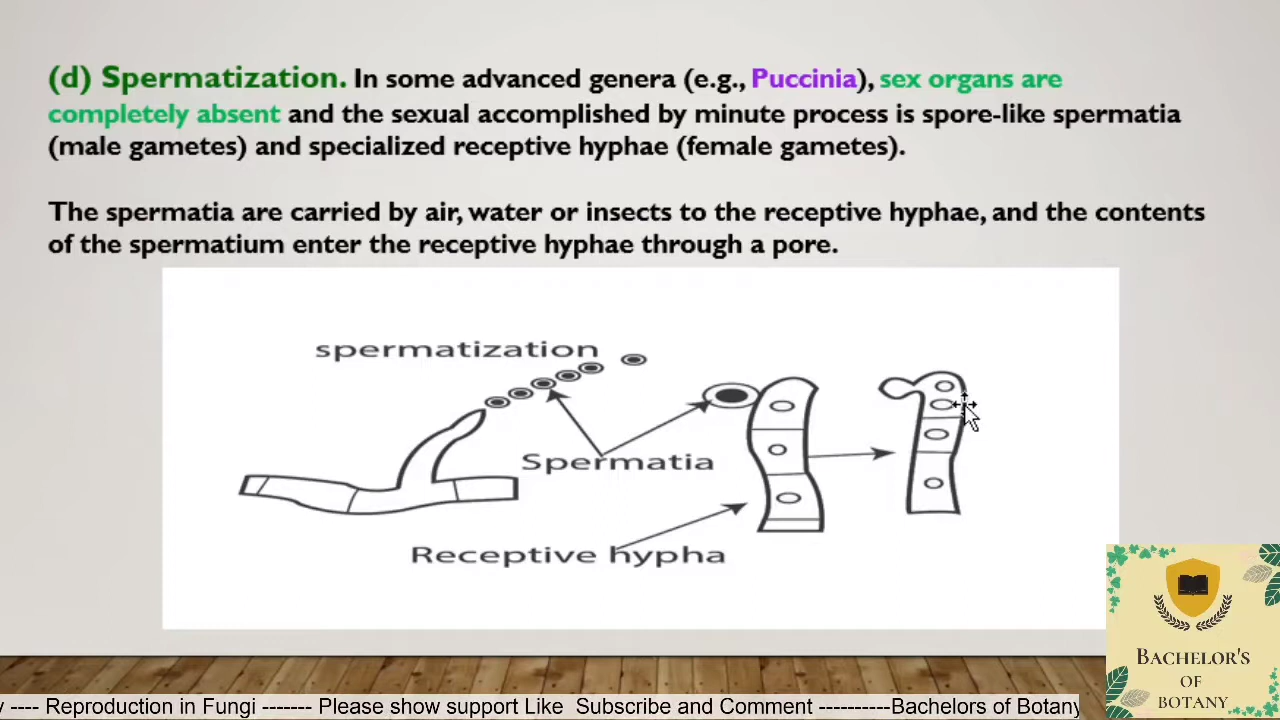 (d) Spermatization. In some advanced genera (e.g., Puccinia), sex organs are
completely absent and the sexual accomplished by minute process is spore-like spermatia
(male gametes) and specialized receptive hyphae (female gametes).
The spermatia are carried by air, water or insects to the receptive hyphae, and the contents
of the spermatium enter the receptive hyphae through a pore.
spermatization
Spermatia
Receptive hypha
BACHELOR'S
OF
BOTANY
y ---- Reproduction in Fungi ------- Please show support Like Subscribe and Comment ----------Bachelors of Botany